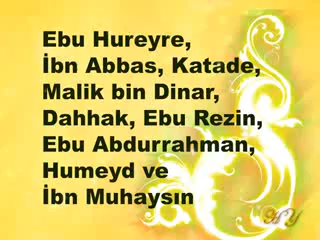 Ebu Hureyre,
İbn Abbas, Katade,
Malik bin Dinar,
Dahhak, Ebu Rezin,
Ebu Abdurrahman,
Humeyd ve
İbn Muhaysın